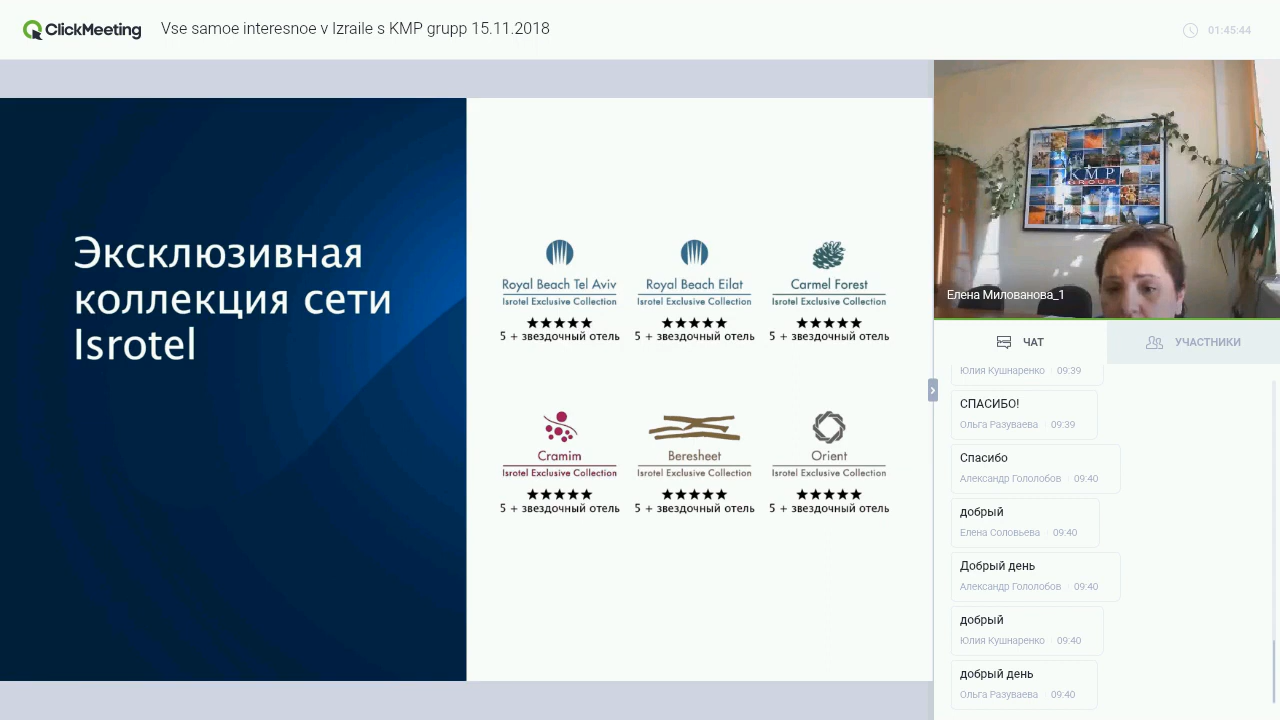 ClickMeeting
Vse samoe interesnoe v Izraile s KMP grupp 15.11.2018
01:45:44
Эксклюзивная
коллекция сети
Isrotel
Royal Beach Tel Aviv
Isrotel Exclusive Collection
5 + звездочный отель
Royal Beach Eilat
Isrotel Exclusive Collection
5 + звездочный отель
Carmel Forest
Isrotel Exclusive Collection
5 + звездочный отель
Cramim
Isrotel Exclusive Collection
5 + звездочный отель
Beresheet
Isrotel Exclusive Collection
5 + звездочный отель
Orient
Isrotel Exclusive Collection
5 + звездочный отель
KMP
GROUP
Елена Милованова_1
ЧАТ
УЧАСТНИКИ
Юлия Кушнаренко 09:39
СПАСИБО!
Ольга Разуваева 09:39
Спасибо
Александр Гололобов 09:40
добрый
Елена Соловьева 09:40
Добрый день
Александр Гололобов 09:40
добрый
Юлия Кушнаренко 09:40
добрый день
Ольга Разуваева 09:40